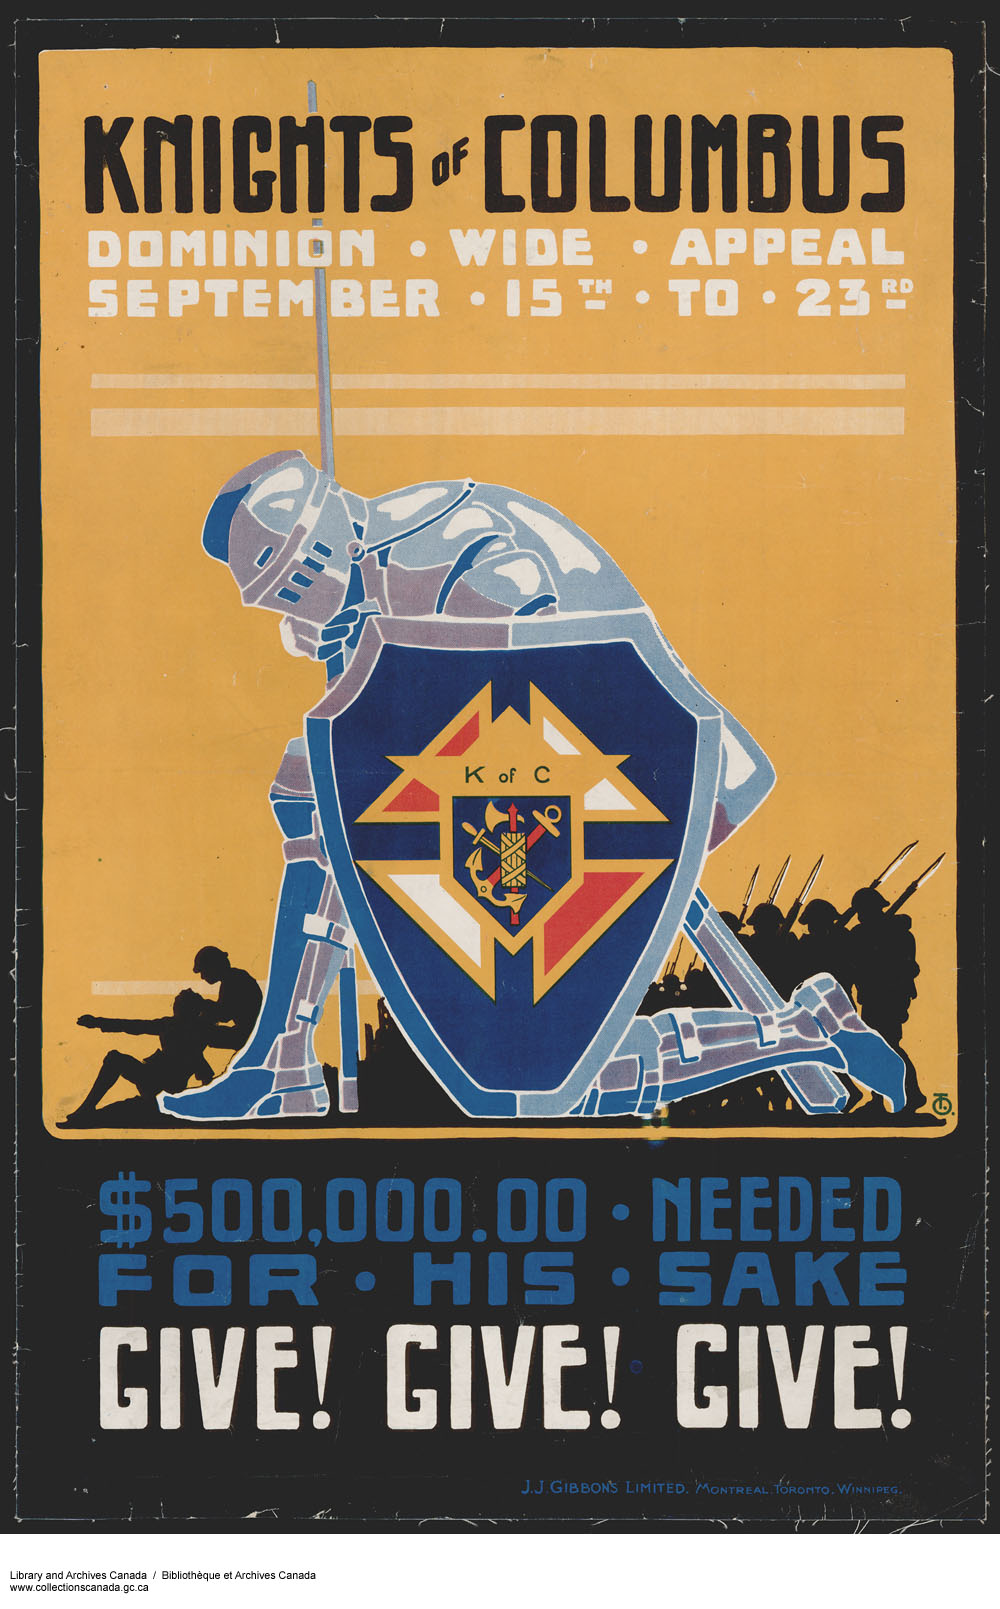 KNIGHTS OF COLUMBUS
DOMINION • WIDE • APPEAL
SEPTEMBER • 15TH • TO • 23RD
K of C
$500,000.00 • NEEDED
FOR • HIS • SAKE
GIVE! GIVE! GIVE!
J.J. GIBBONS LIMITED. MONTREAL. TORONTO. WINNIPEG.
Library and Archives Canada / Bibliothèque et Archives Canada
www.collectionscanada.gc.ca